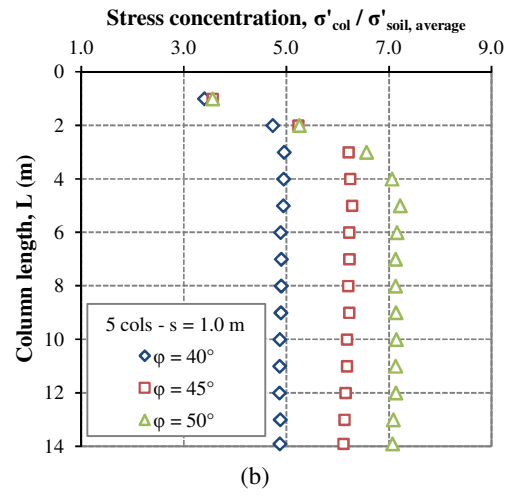 Stress concentration, σ'col / σ'soil, average
1.0 3.0 5.0 7.0 9.0
Column length, L (m)
0
2
4
6
8
10
12
14
5 cols - s = 1.0 m
φ = 40°
φ = 45°
φ = 50°
(b)